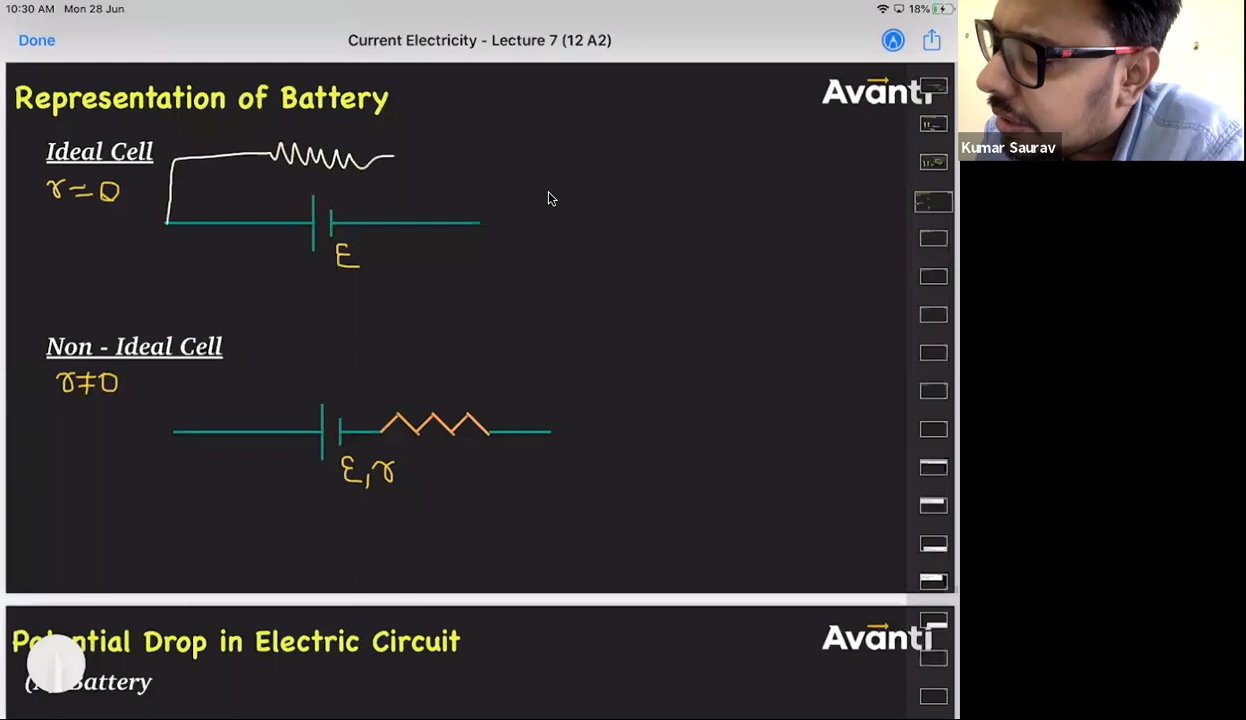 10:30 AM Mon 28 Jun
18%
Done
Current Electricity - Lecture 7 (12 A2)
Representation of Battery
Avanti
Kumar Saurav
Ideal Cell
r = 0
E
Non - Ideal Cell
r ≠ 0
E, r
Potential Drop in Electric Circuit
Avanti
Battery